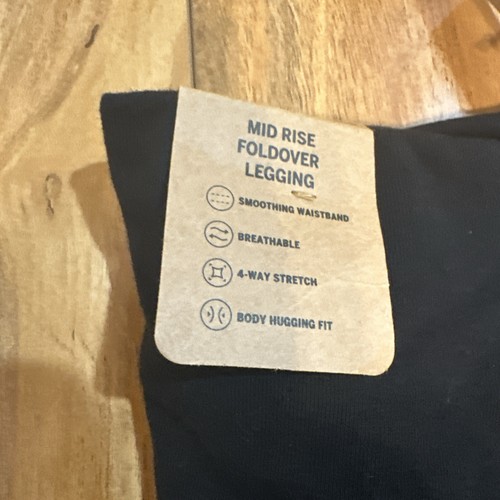 MID RISE
FOLDOVER
LEGGING
SMOOTHING WAISTBAND
BREATHABLE
4-WAY STRETCH
BODY HUGGING FIT